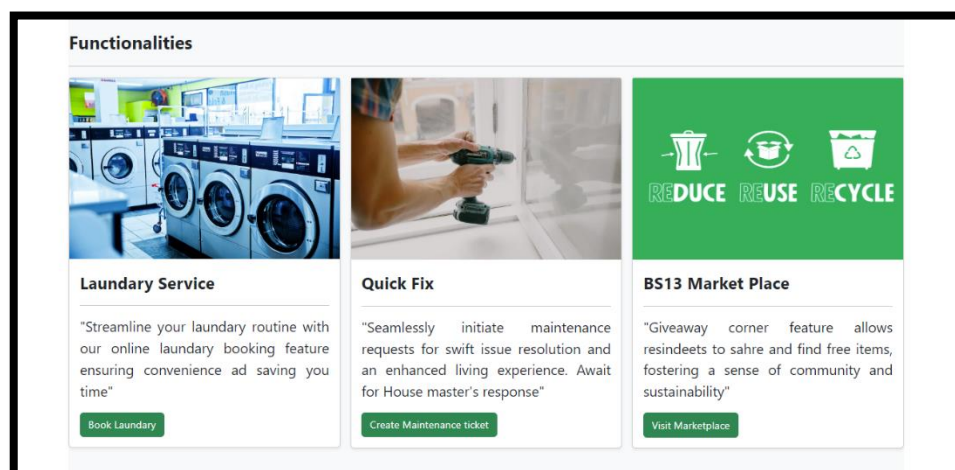 Functionalities
REDUCE REUSE RECYCLE
Laundary Service
"Streamline your laundary routine with
our online laundary booking feature
ensuring convenience ad saving you
time"
Book Laundary
Quick Fix
"Seamlessly initiate maintenance
requests for swift issue resolution and
an enhanced living experience. Await
for House master's response"
Create Maintenance ticket
BS13 Market Place
"Giveaway corner feature allows
resindeets to sahre and find free items,
fostering a sense of community and
sustainability"
Visit Marketplace